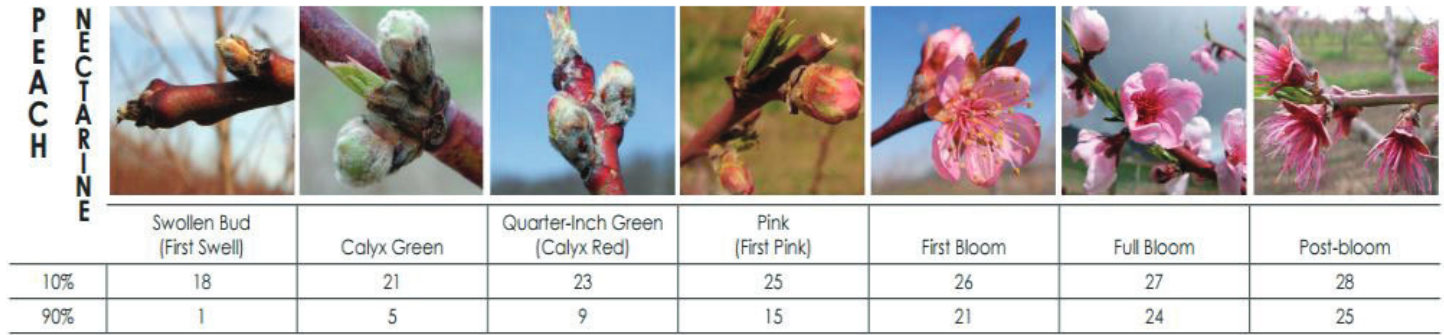 PEACH
NECTARINE
Swollen Bud
(First Swell)
Calyx Green
Quarter-Inch Green
(Calyx Red)
Pink
(First Pink)
First Bloom
Full Bloom
Post-bloom
10% 18 21 23 25 26 27 28
90% 1 5 9 15 21 24 25